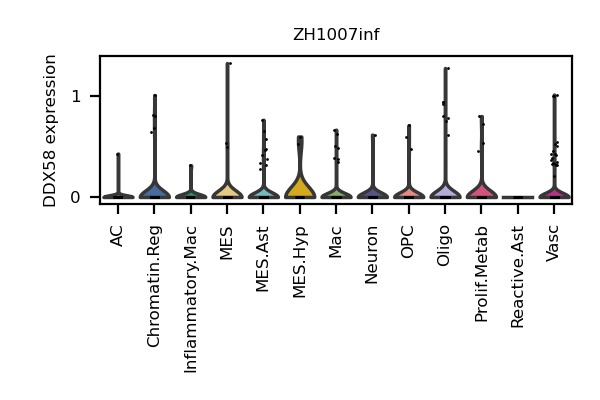 ZH1007inf
DDX58 expression
1
0
AC
Chromatin.Reg
Inflammatory.Mac
MES
MES.Ast
MES.Hyp
Mac
Neuron
OPC
Oligo
Prolif.Metab
Reactive.Ast
Vasc